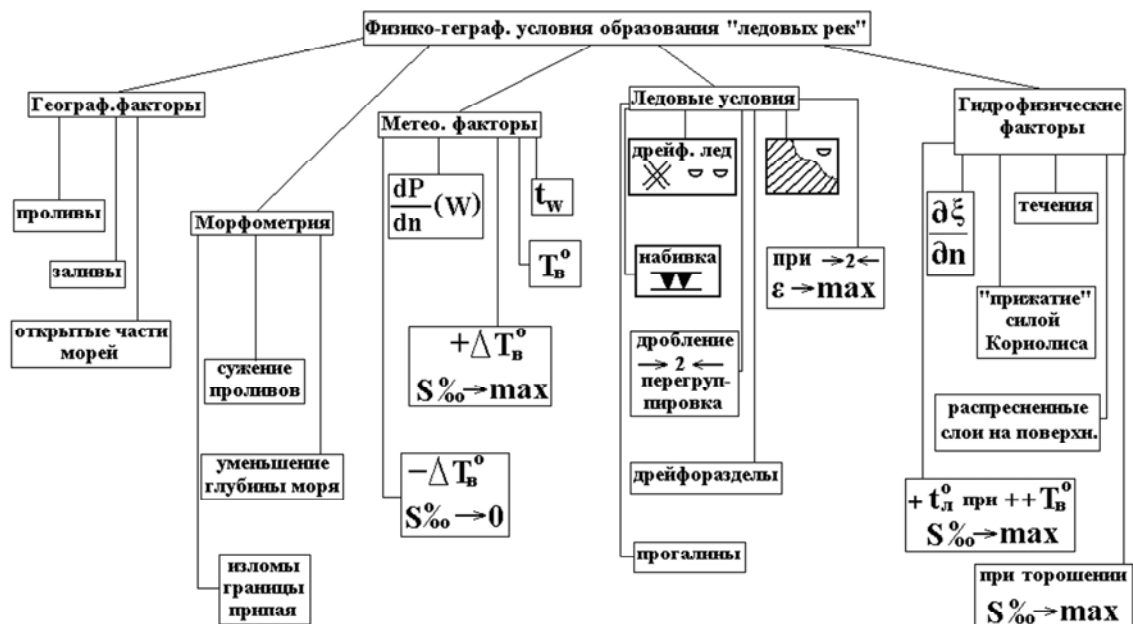 Физико-геграф. условия образования "ледовых рек"
Географ.факторы
проливы
заливы
открытые части
морей
Морфометрия
сужение
проливов
уменьшение
глубины моря
изломы
границы
припая
Метео. факторы
dP
dn
(W)
t_w
T_в^о
+Δ T_в^о
S‰→max
−Δ T_в^о
S‰→0
Ледовые условия
дрейф. лед
набивка
при →2←
ε→max
дробление
→ 2 ←
перегруп-
пировка
дрейфоразделы
прогалины
Гидрофизические
факторы
∂ξ
∂n
течения
"прижатие"
силой
Кориолиса
распресненные
слои на поверхн.
+ t_л^о при ++ T_в^о
S‰→max
при торошении
S‰→max